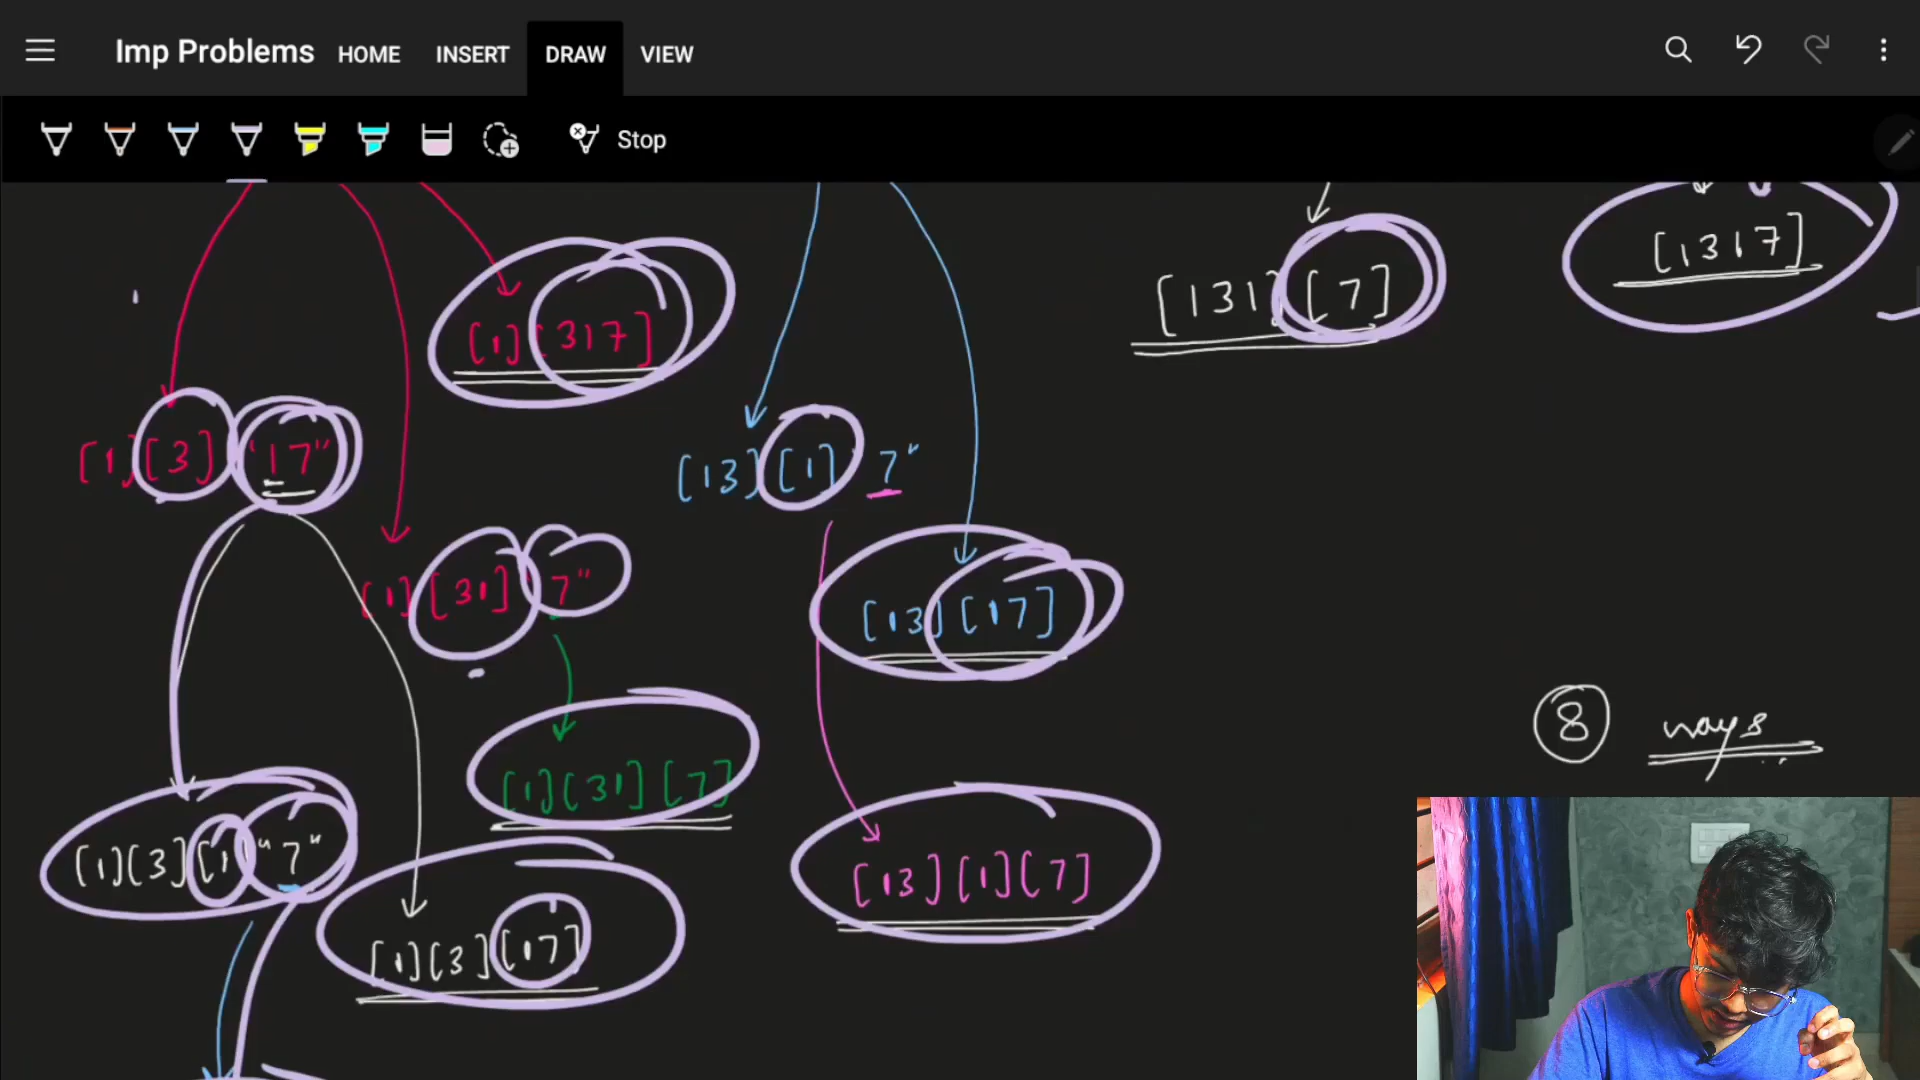 Imp Problems HOME INSERT DRAW VIEW
Stop
[1317]
[131] [7]
[1] [317]
[1] [3] "17"
[13] [1] 7"
[1] [31] 7"
[13] [17]
8 ways
[1] [31] [7]
[1] [3] [1] "7"
[13] [1] [7]
[1] [3] [17]